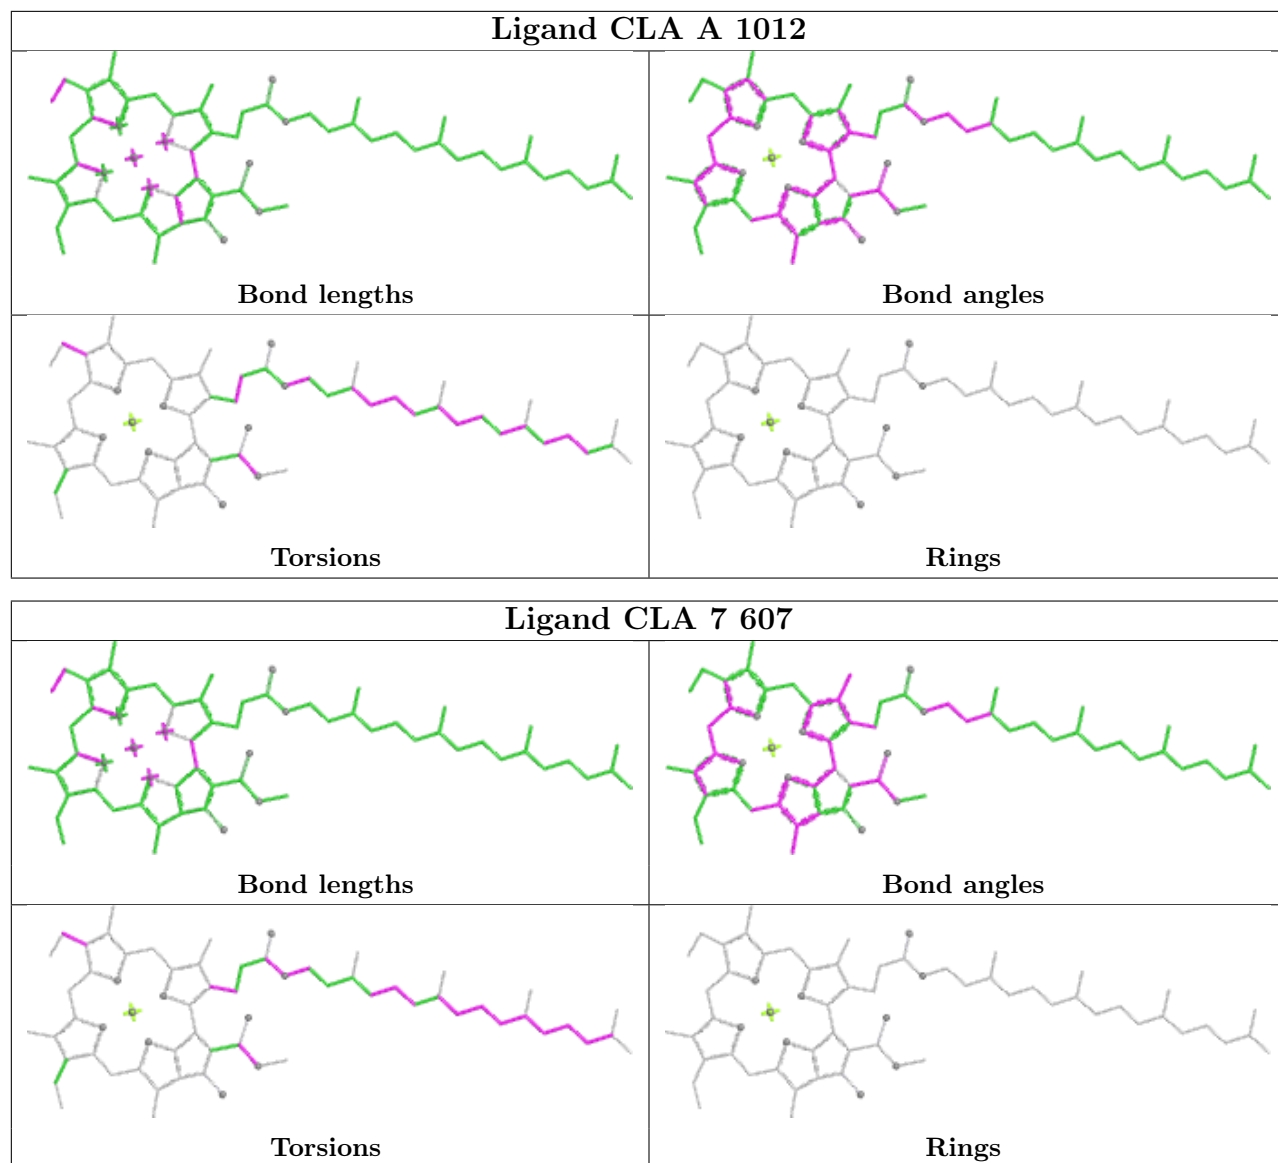 Ligand CLA A 1012
Bond lengths
Bond angles
Torsions
Rings
Ligand CLA 7 607
Bond lengths
Bond angles
Torsions
Rings